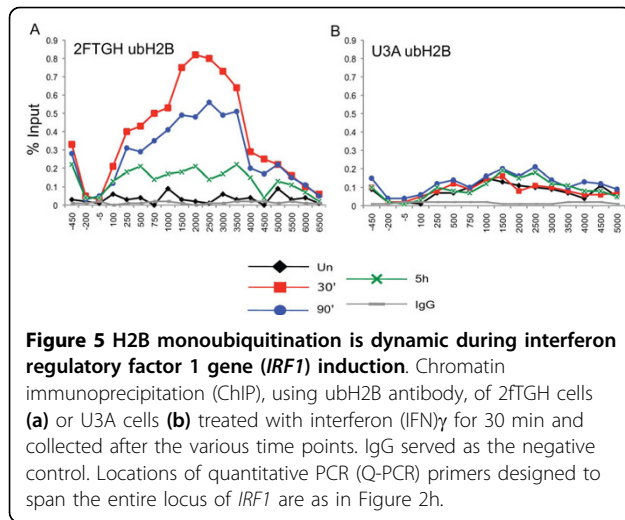 A
B
2FTGH ubH2B
U3A ubH2B
% Input
0.9
0.8
0.7
0.6
0.5
0.4
0.3
0.2
0.1
0
0.9
0.8
0.7
0.6
0.5
0.4
0.3
0.2
0.1
0
-450 -200 -5 100 250 500 750 1000 1500 2000 2500 3000 3500 4000 4500 5000 5500 6000 6500
-450 -200 -5 100 250 500 750 1000 1500 2000 2500 3000 3500 4000 4500 5000
Un
5h
30'
IgG
90'
Figure 5 H2B monoubiquitination is dynamic during interferon
regulatory factor 1 gene (IRF1) induction. Chromatin
immunoprecipitation (ChIP), using ubH2B antibody, of 2fTGH cells
(a) or U3A cells (b) treated with interferon (IFN)γ for 30 min and
collected after the various time points. IgG served as the negative
control. Locations of quantitative PCR (Q-PCR) primers designed to
span the entire locus of IRF1 are as in Figure 2h.